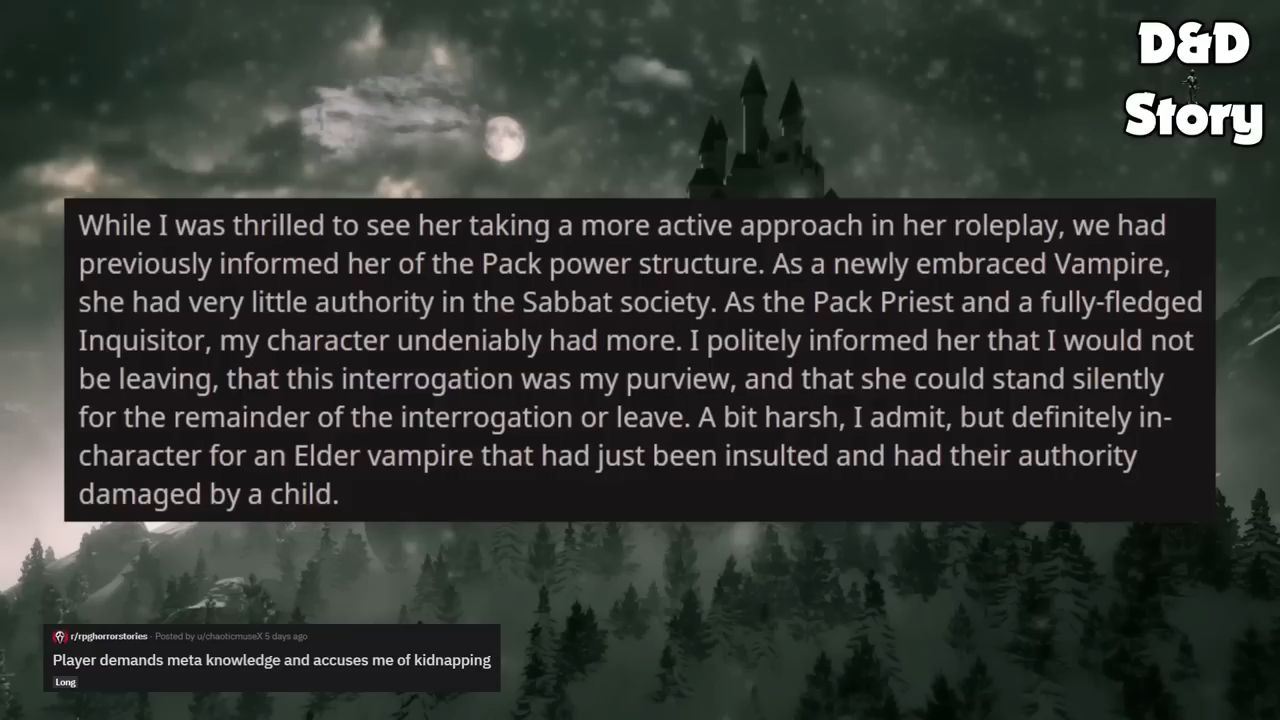 D&D
Story
While I was thrilled to see her taking a more active approach in her roleplay, we had
previously informed her of the Pack power structure. As a newly embraced Vampire,
she had very little authority in the Sabbat society. As the Pack Priest and a fully-fledged
Inquisitor, my character undeniably had more. I politely informed her that I would not
be leaving, that this interrogation was my purview, and that she could stand silently
for the remainder of the interrogation or leave. A bit harsh, I admit, but definitely in-
character for an Elder vampire that had just been insulted and had their authority
damaged by a child.
r/rpghorrorstories · Posted by u/chaoticmuseX 5 days ago
Player demands meta knowledge and accuses me of kidnapping
Long